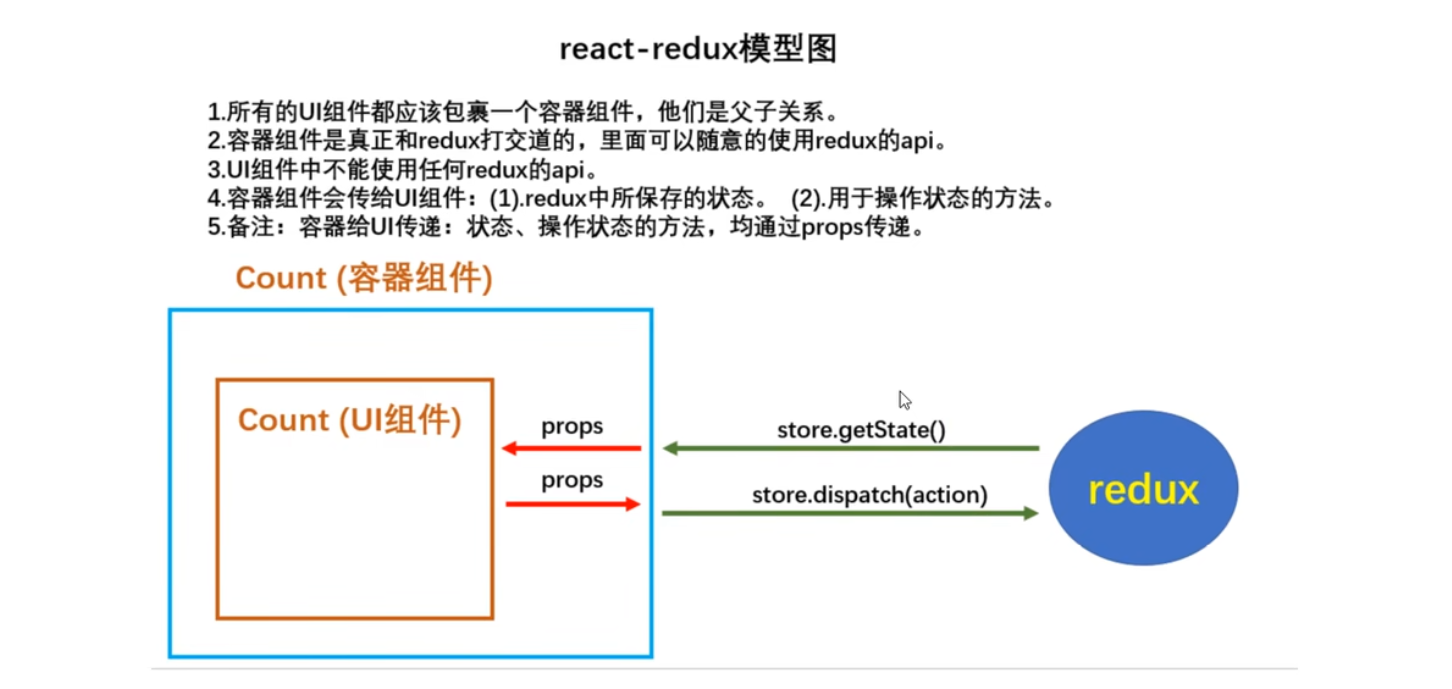 react-redux模型图
1.所有的UI组件都应该包裹一个容器组件，他们是父子关系。
2.容器组件是真正和redux打交道的，里面可以随意的使用redux的api。
3.UI组件中不能使用任何redux的api。
4.容器组件会传给UI组件：(1).redux中所保存的状态。 (2).用于操作状态的方法。
5.备注：容器给UI传递：状态、操作状态的方法，均通过props传递。
Count (容器组件)
Count (UI组件)
props
props
store.getState()
store.dispatch(action)
redux